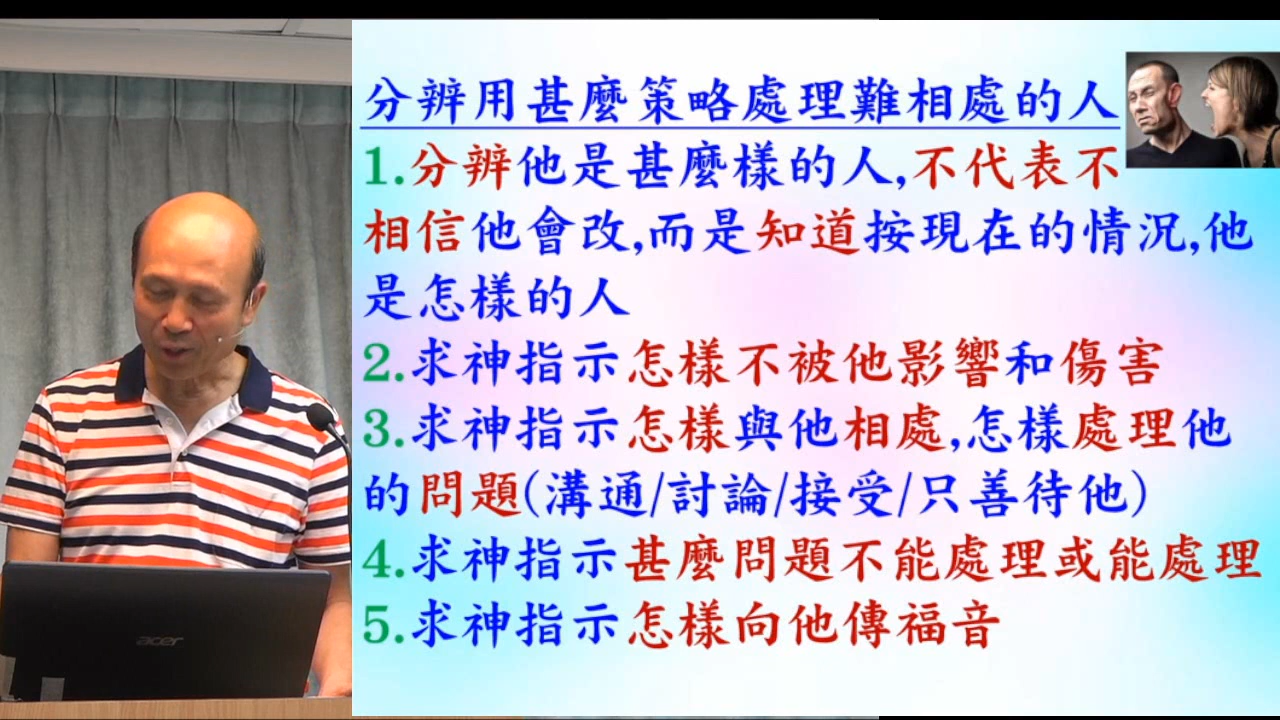 分辨用甚麼策略處理難相處的人
1.分辨他是甚麼樣的人,不代表不
相信他會改,而是知道按現在的情況,他
是怎樣的人
2.求神指示怎樣不被他影響和傷害
3.求神指示怎樣與他相處,怎樣處理他
的問題(溝通/討論/接受/只善待他)
4.求神指示甚麼問題不能處理或能處理
5.求神指示怎樣向他傳福音
acer